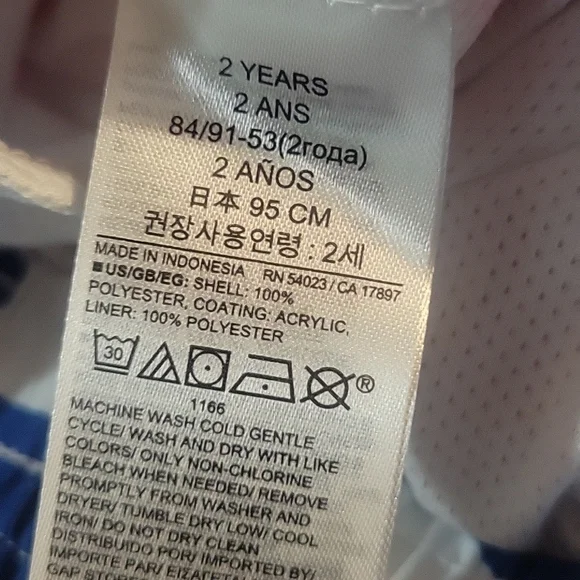 2 YEARS
2 ANS
84/91-53(2года)
2 AÑOS
日本 95 CM
권장사용연령 : 2세
MADE IN INDONESIA RN 54023 / CA 17897
US/GB/EG: SHELL: 100%
POLYESTER, COATING: ACRYLIC,
LINER: 100% POLYESTER
30
®
1166
MACHINE WASH COLD GENTLE
CYCLE/ WASH AND DRY WITH LIKE
COLORS/ ONLY NON-CHLORINE
BLEACH WHEN NEEDED/ REMOVE
PROMPTLY FROM WASHER AND
DRYER/ TUMBLE DRY LOW/ COOL
IRON/ DO NOT DRY CLEAN
DISTRIBUIDO POR/ IMPORTED BY/
IMPORTÉ PAR/
GAP